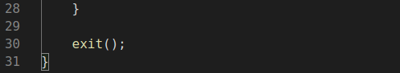 28 }
29
30 exit();
31 }